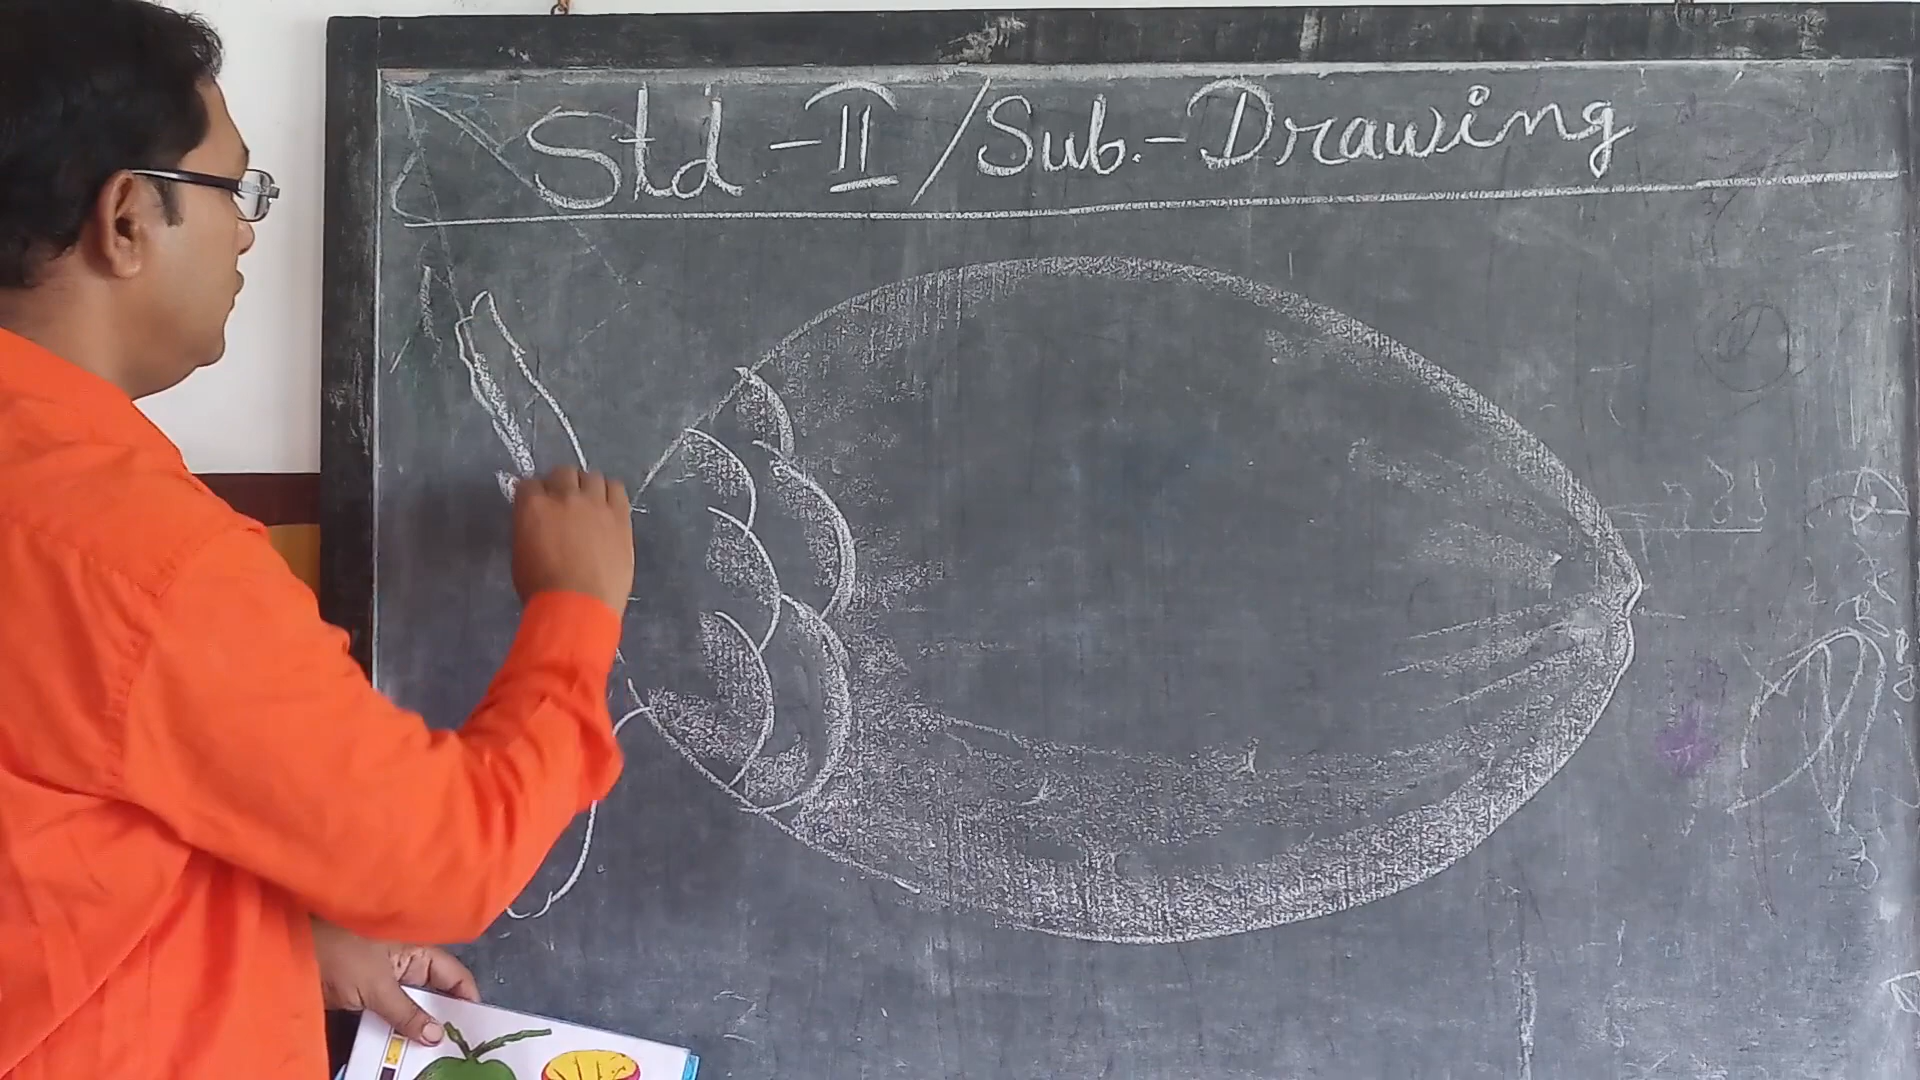 Std - II / Sub. - Drawing